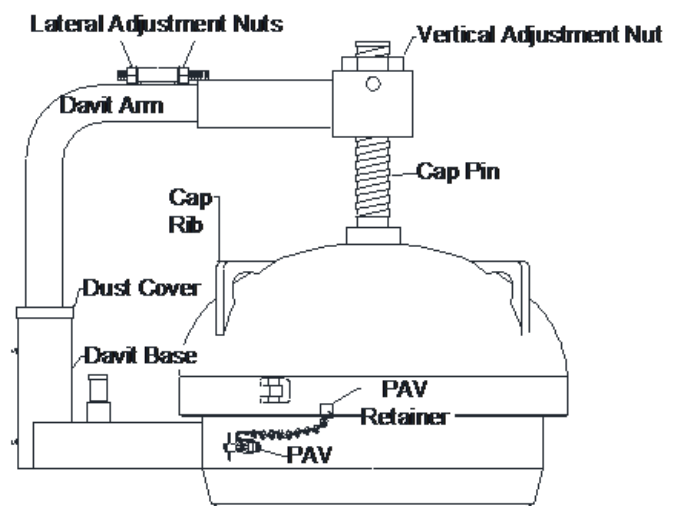 Lateral Adjustment Nuts
Vertical Adjustment Nut
Davit Arm
Cap Pin
Cap
Rib
Dust Cover
Davit Base
PAV
Retainer
PAV